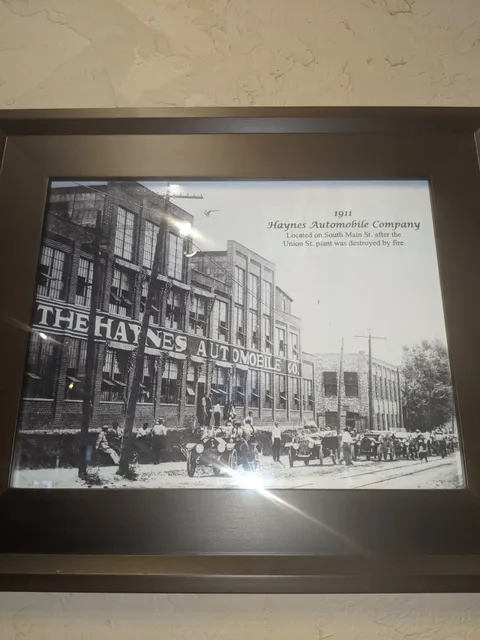 1911
Haynes Automobile Company
Located on South Main St. after the
Union St. plant was destroyed by fire.
THE HAYNES AUTOMOBILE CO.